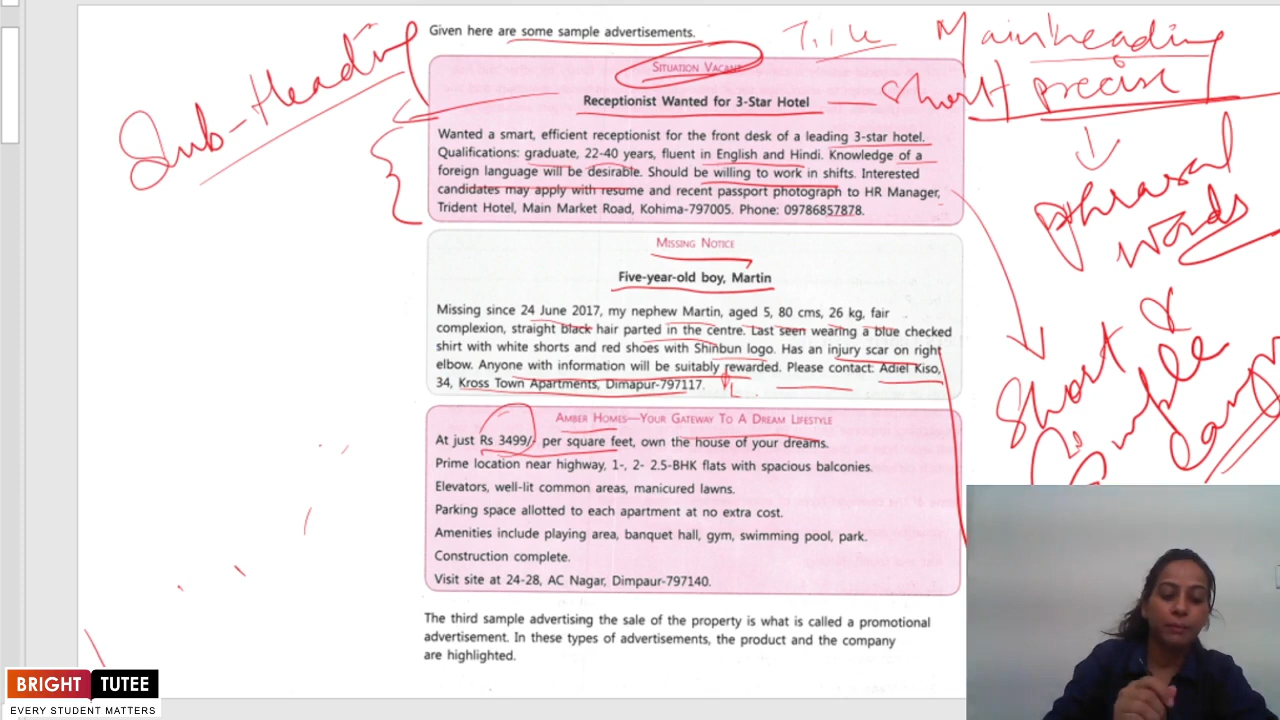 Given here are some sample advertisements.
Title Mainheading
Short precise
Sub-Heading
SITUATION VACANT
Receptionist Wanted for 3-Star Hotel
Wanted a smart, efficient receptionist for the front desk of a leading 3-star hotel.
Qualifications: graduate, 22-40 years, fluent in English and Hindi. Knowledge of a
foreign language will be desirable. Should be willing to work in shifts. Interested
candidates may apply with resume and recent passport photograph to HR Manager,
Trident Hotel, Main Market Road, Kohima-797005. Phone: 09786857878.
phrasal
words
MISSING NOTICE
Five-year-old boy, Martin
Missing since 24 June 2017, my nephew Martin, aged 5, 80 cms, 26 kg, fair
complexion, straight black hair parted in the centre. Last seen wearing a blue checked
shirt with white shorts and red shoes with Shinbun logo. Has an injury scar on right
elbow. Anyone with information will be suitably rewarded. Please contact: Adiel Kiso,
34, Kross Town Apartments, Dimapur-797117.
Short &
Simple
AMBER HOMES—YOUR GATEWAY TO A DREAM LIFESTYLE
At just Rs 3499/- per square feet, own the house of your dreams.
Prime location near highway, 1-, 2- 2.5-BHK flats with spacious balconies.
Elevators, well-lit common areas, manicured lawns.
Parking space allotted to each apartment at no extra cost.
Amenities include playing area, banquet hall, gym, swimming pool, park.
Construction complete.
Visit site at 24-28, AC Nagar, Dimpaur-797140.
The third sample advertising the sale of the property is what is called a promotional
advertisement. In these types of advertisements, the product and the company
are highlighted.
BRIGHT TUTEE
EVERY STUDENT MATTERS